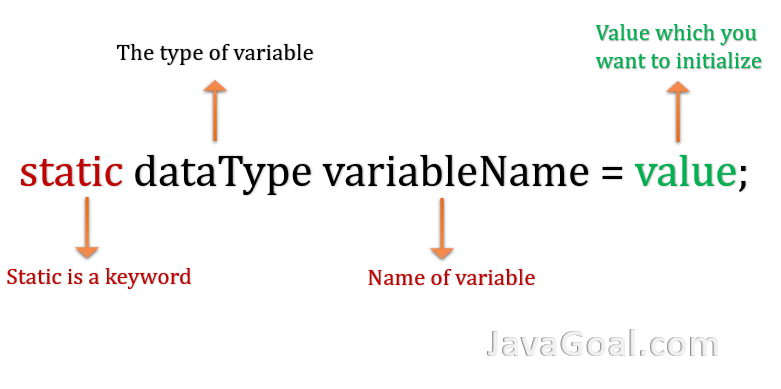 The type of variable
Value which you
want to initialize
static dataType variableName = value;
Static is a keyword
Name of variable
JavaGoal.com